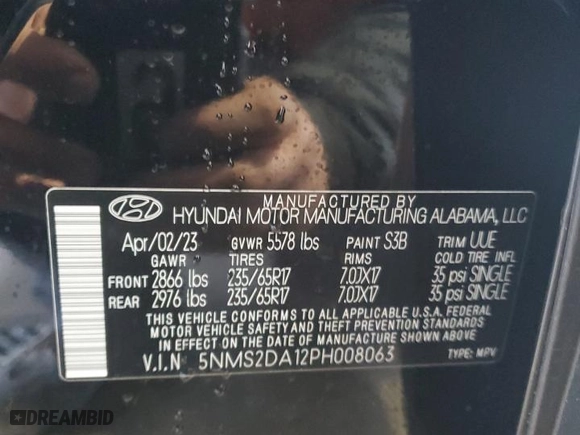 MANUFACTURED BY
HYUNDAI MOTOR MANUFACTURING ALABAMA, LLC
Apr/02/23 GVWR 5578 lbs PAINT S3B TRIM UUE
GAWR TIRES RIMS COLD TIRE INFL
FRONT 2866 lbs 235/65R17 7.0JX17 35 psi SINGLE
REAR 2976 lbs 235/65R17 7.0JX17 35 psi SINGLE
THIS VEHICLE CONFORMS TO ALL APPLICABLE U.S.A. FEDERAL
MOTOR VEHICLE SAFETY AND THEFT PREVENTION STANDARDS
IN EFFECT ON THE DATE OF MANUFACTURE SHOWN ABOVE
V.I.N 5NMS2DA12PH008063 TYPE: MPV
DREAMBID